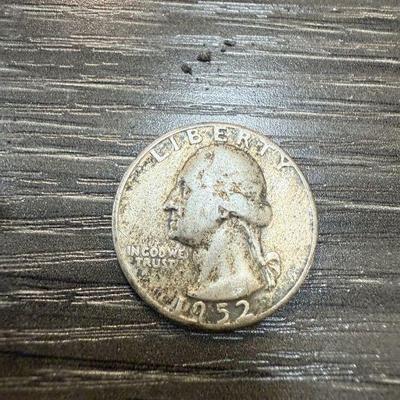 LIBERTY
IN GOD WE
TRUST
1952